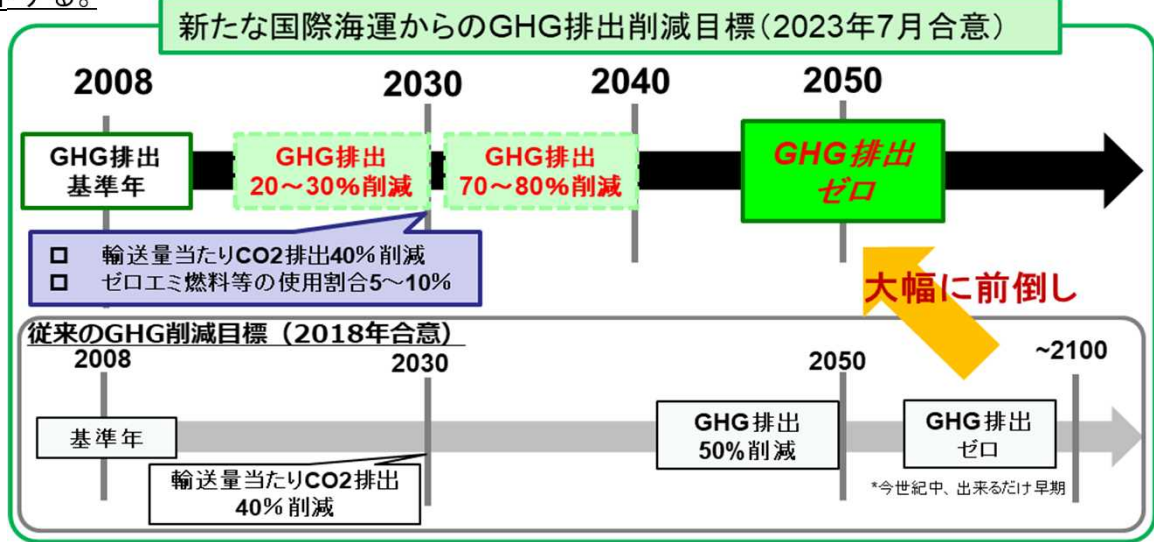 する。
新たな国際海運からのGHG排出削減目標（2023年7月合意）
2008
2030
2040
2050
GHG排出
基準年
GHG排出
20～30%削減
GHG排出
70～80%削減
GHG排出
ゼロ
□ 輸送量当たりCO2排出40%削減
□ ゼロエミ燃料等の使用割合5～10%
大幅に前倒し
従来のGHG削減目標（2018年合意）
2008
2030
2050
~2100
基準年
輸送量当たりCO2排出
40%削減
GHG排出
50%削減
GHG排出
ゼロ
*今世紀中、出来るだけ早期